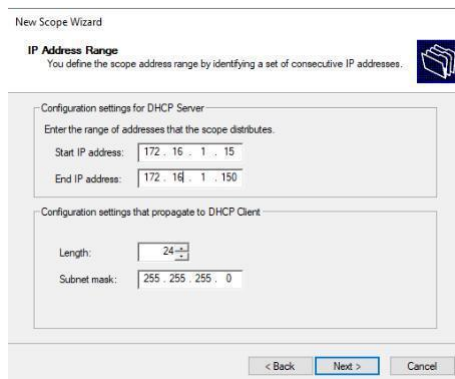 New Scope Wizard
IP Address Range
You define the scope address range by identifying a set of consecutive IP addresses.
Configuration settings for DHCP Server
Enter the range of addresses that the scope distributes.
Start IP address: 172 . 16 . 1 . 15
End IP address: 172 . 16 . 1 . 150
Configuration settings that propagate to DHCP Client
Length: 24
Subnet mask: 255 . 255 . 255 . 0
< Back Next > Cancel